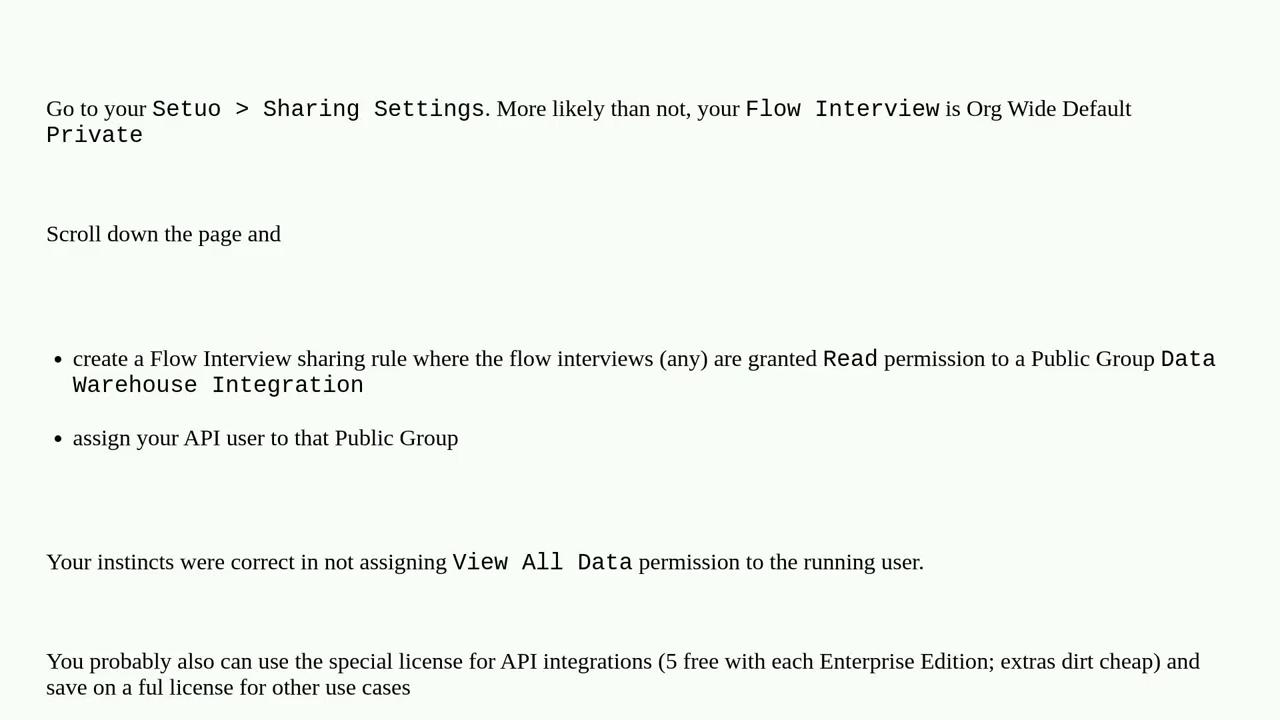 Go to your Setuo > Sharing Settings. More likely than not, your Flow Interview is Org Wide Default
Private
Scroll down the page and
• create a Flow Interview sharing rule where the flow interviews (any) are granted Read permission to a Public Group Data
Warehouse Integration
• assign your API user to that Public Group
Your instincts were correct in not assigning View All Data permission to the running user.
You probably also can use the special license for API integrations (5 free with each Enterprise Edition; extras dirt cheap) and
save on a ful license for other use cases